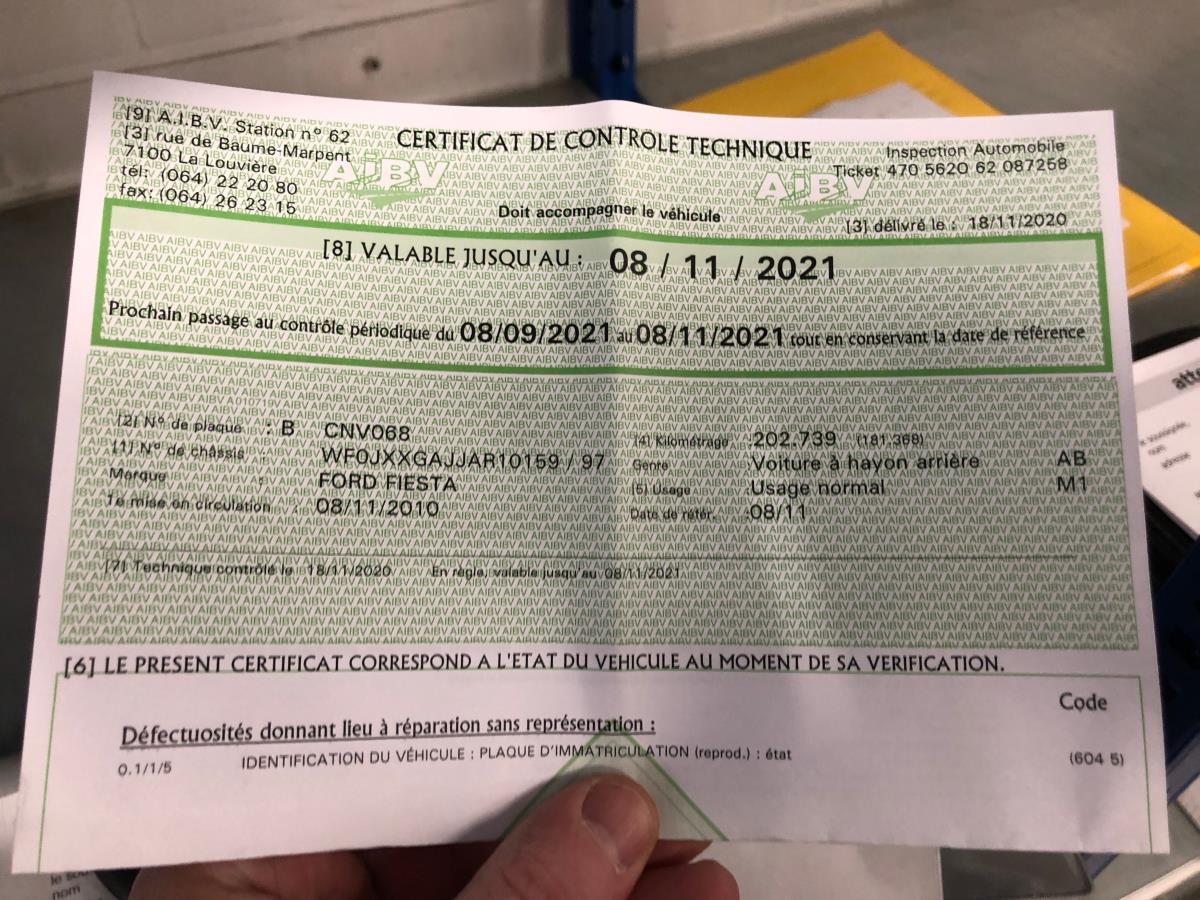 [9] A.I.B.V. Station n° 62
[3] rue de Baume-Marpent
7100 La Louvière
tél: (064) 22 20 80
fax: (064) 26 23 15
AIBV
CERTIFICAT DE CONTROLE TECHNIQUE
Doit accompagner le véhicule
AIBV
Inspection Automobile
Ticket 470 5620 62 087258
[3] délivré le : 18/11/2020
[8] VALABLE JUSQU'AU : 08 / 11 / 2021
Prochain passage au contrôle périodique du 08/09/2021 au 08/11/2021 tout en conservant la date de référence
[2] N° de plaque : B CNV068
[1] N° de châssis : WF0JXXGAJJAR10159 / 97
Marque : FORD FIESTA
1e mise en circulation : 08/11/2010
[4] Kilométrage :202.739 (181.368)
Genre :Voiture à hayon arrière AB
[5] Usage :Usage normal M1
Date de référ. :08/11
[7] Technique contrôlé le 18/11/2020 En règle, valable jusqu'au 08/11/2021
[6] LE PRESENT CERTIFICAT CORRESPOND A L'ETAT DU VEHICULE AU MOMENT DE SA VERIFICATION.
Code
Défectuosités donnant lieu à réparation sans représentation :
0.1/1/5 IDENTIFICATION DU VÉHICULE : PLAQUE D'IMMATRICULATION (reprod.) : état (604 5)
nom